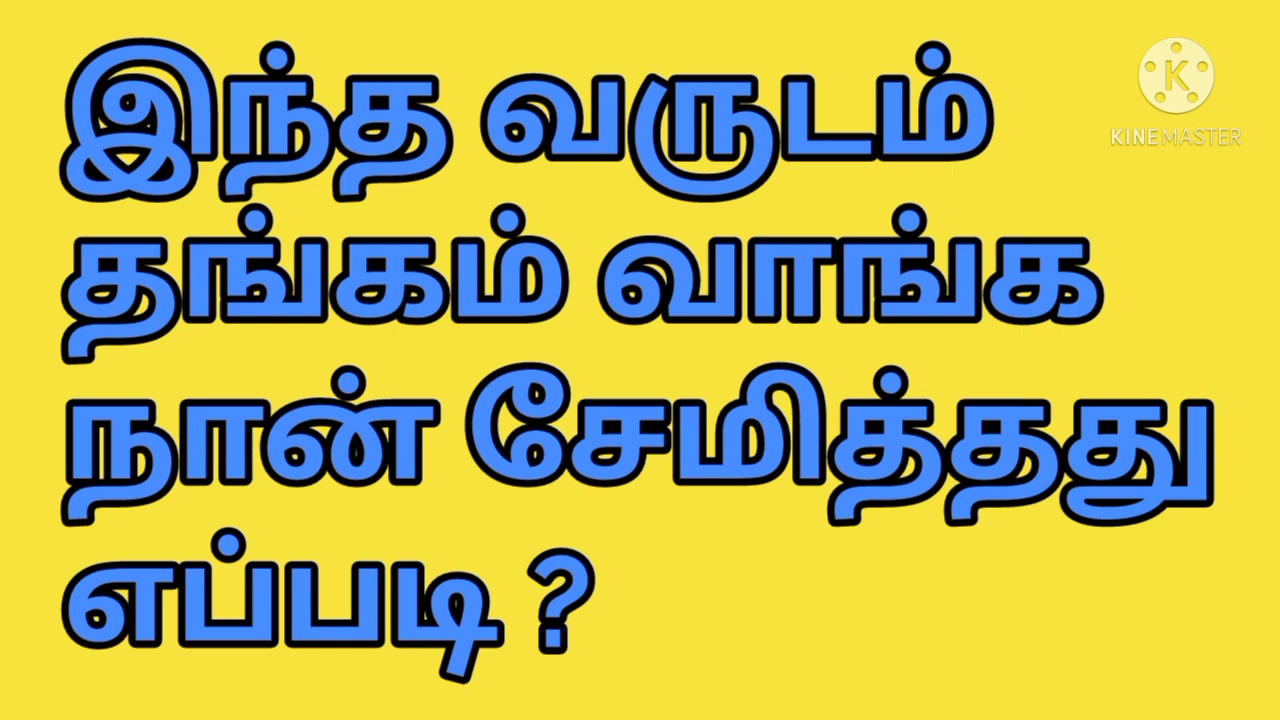 இந்த வருடம்
KINEMASTER
தங்கம் வாங்க
நான் சேமித்தது
எப்படி ?